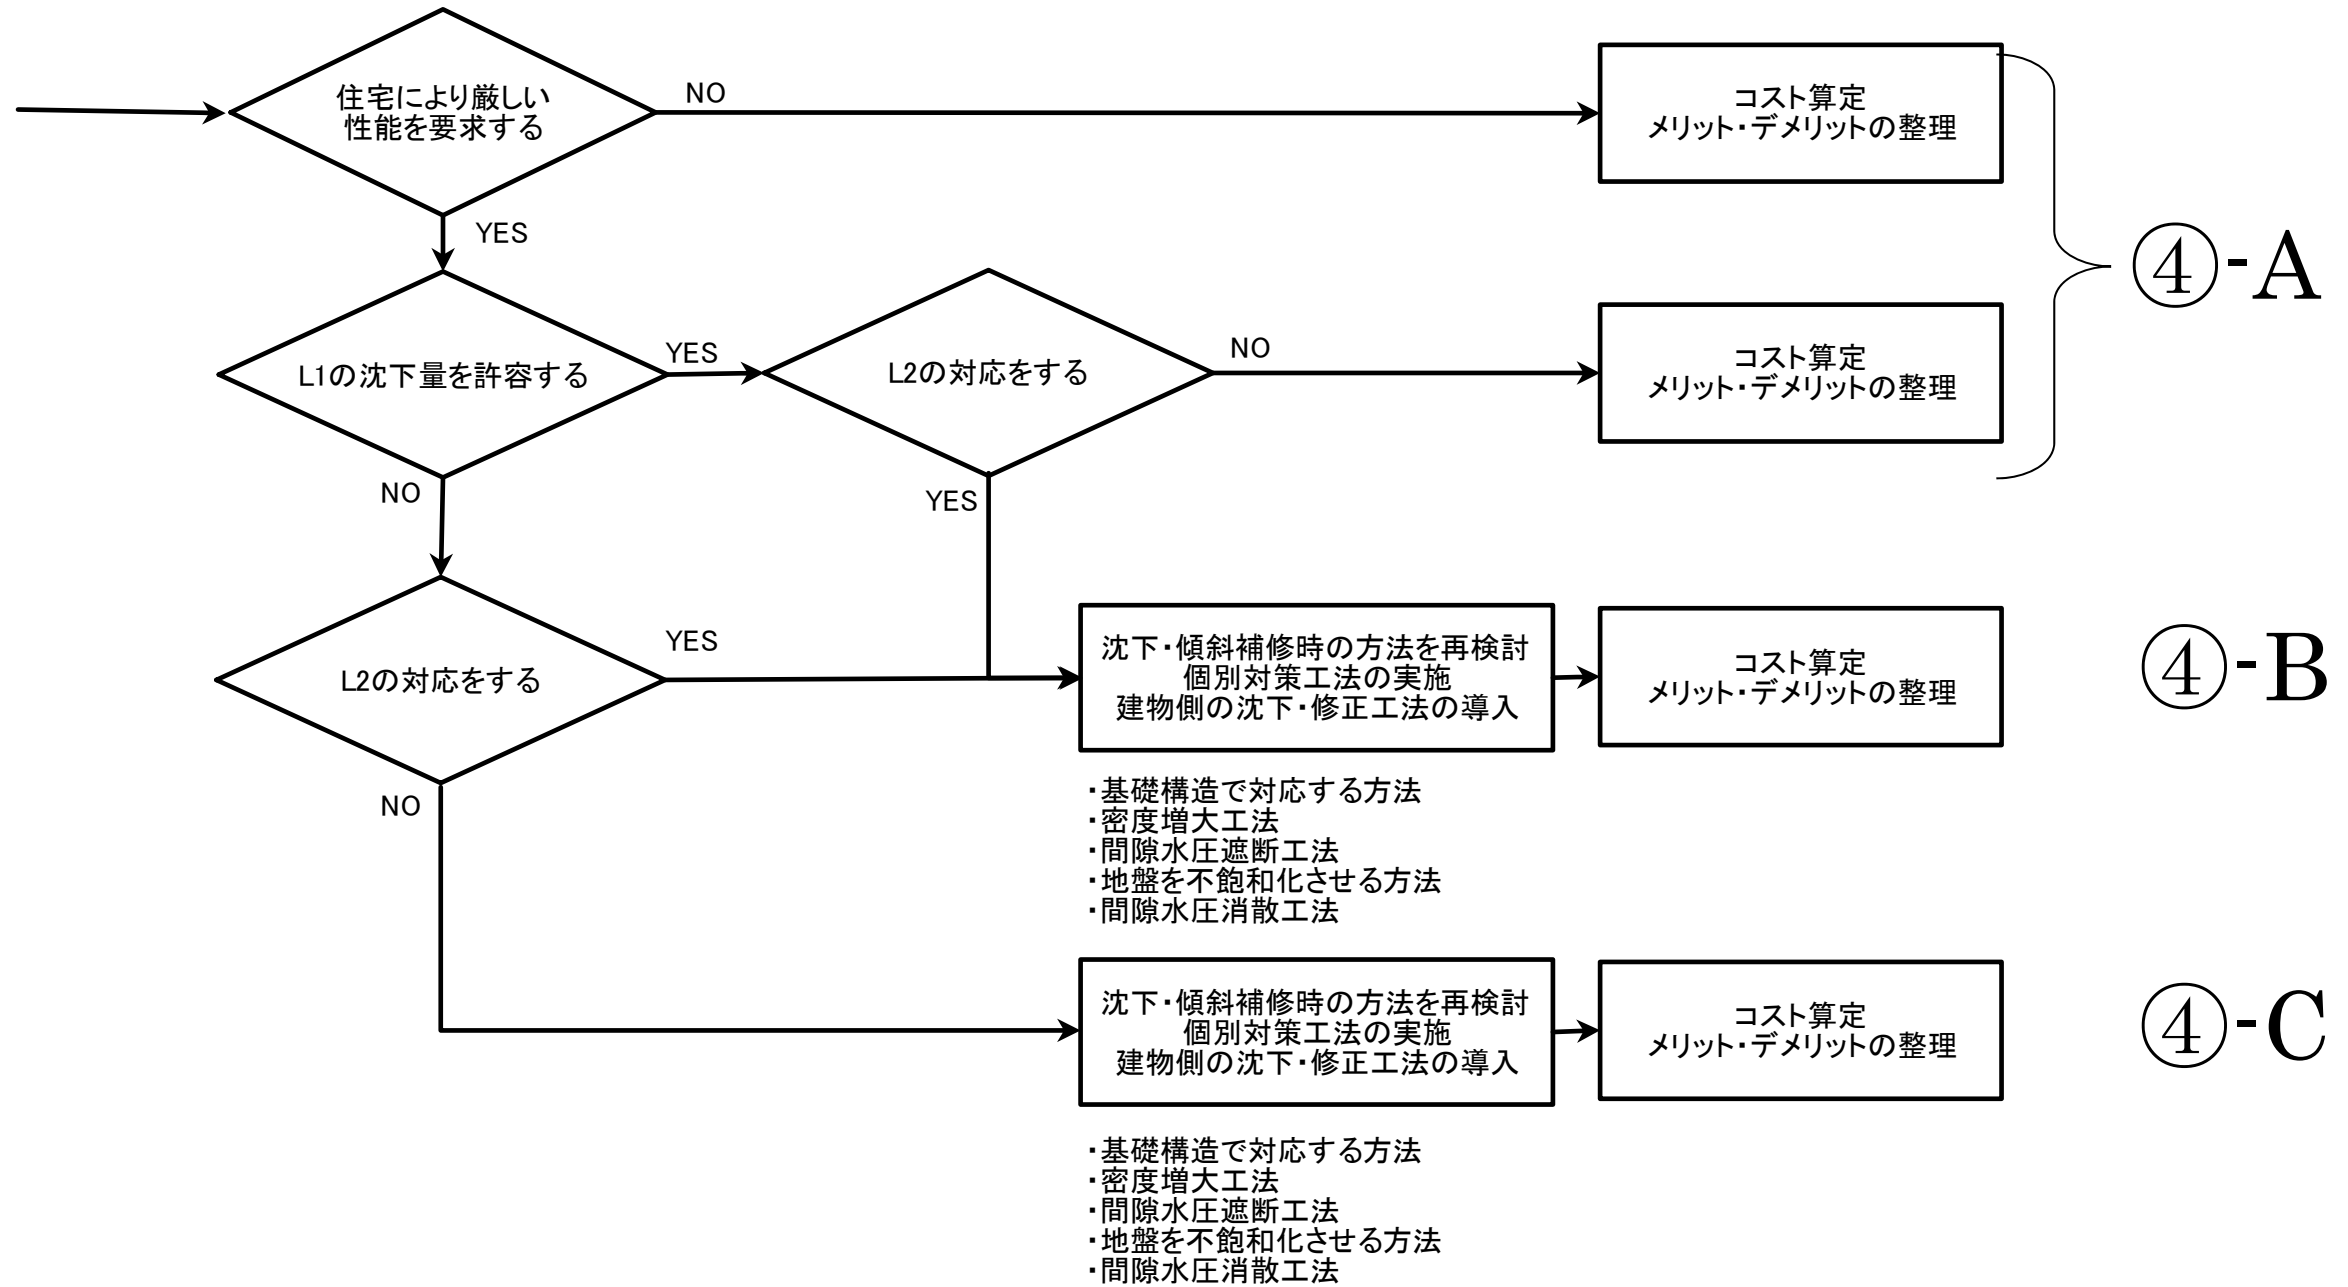 住宅により厳しい
性能を要求する
NO
コスト算定
メリット・デメリットの整理
YES
④-A
L1の沈下量を許容する
YES
L2の対応をする
NO
コスト算定
メリット・デメリットの整理
NO
YES
L2の対応をする
YES
沈下・傾斜補修時の方法を再検討
個別対策工法の実施
建物側の沈下・修正工法の導入
コスト算定
メリット・デメリットの整理
④-B
・基礎構造で対応する方法
・密度増大工法
・間隙水圧遮断工法
・地盤を不飽和化させる方法
・間隙水圧消散工法
NO
沈下・傾斜補修時の方法を再検討
個別対策工法の実施
建物側の沈下・修正工法の導入
コスト算定
メリット・デメリットの整理
④-C
・基礎構造で対応する方法
・密度増大工法
・間隙水圧遮断工法
・地盤を不飽和化させる方法
・間隙水圧消散工法